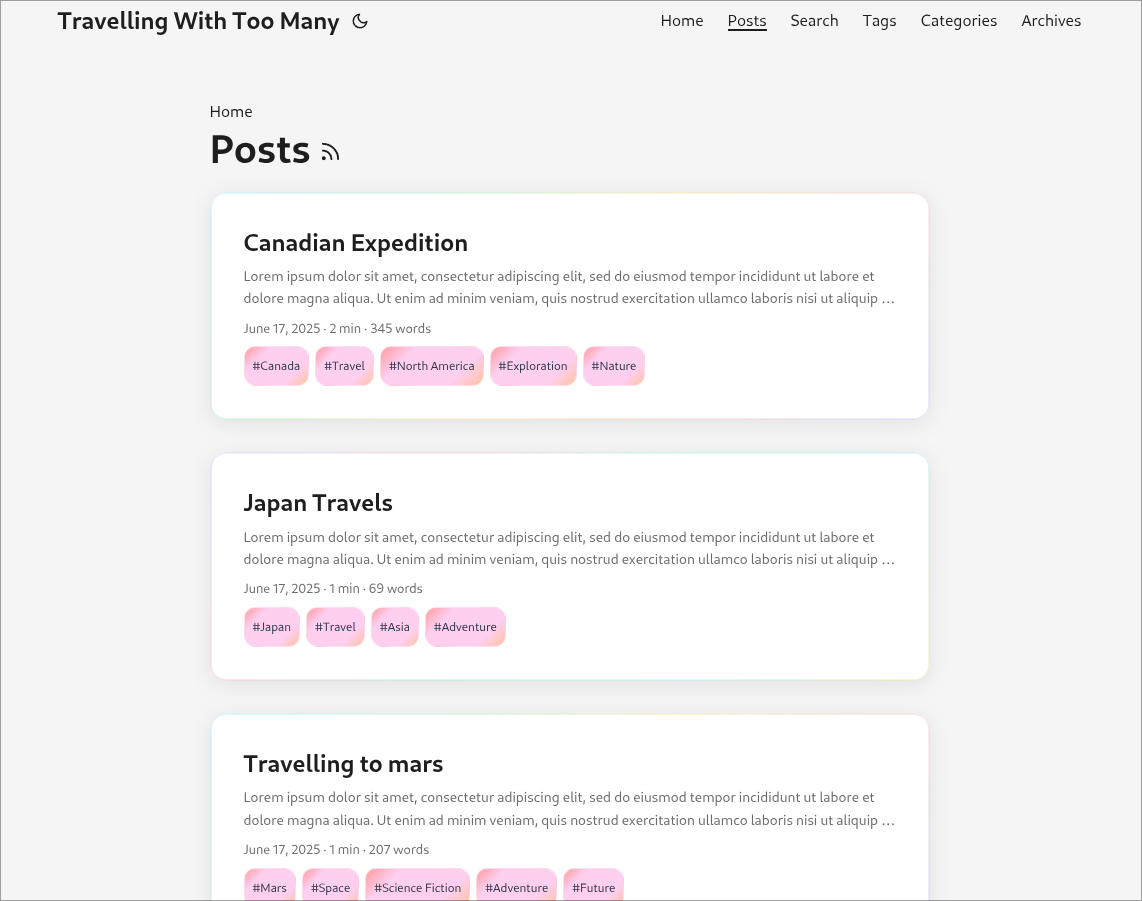 Travelling With Too Many
Home Posts Search Tags Categories Archives
Home
Posts
Canadian Expedition
Lorem ipsum dolor sit amet, consectetur adipiscing elit, sed do eiusmod tempor incididunt ut labore et
dolore magna aliqua. Ut enim ad minim veniam, quis nostrud exercitation ullamco laboris nisi ut aliquip …
June 17, 2025 · 2 min · 345 words
#Canada #Travel #North America #Exploration #Nature
Japan Travels
Lorem ipsum dolor sit amet, consectetur adipiscing elit, sed do eiusmod tempor incididunt ut labore et
dolore magna aliqua. Ut enim ad minim veniam, quis nostrud exercitation ullamco laboris nisi ut aliquip …
June 17, 2025 · 1 min · 69 words
#Japan #Travel #Asia #Adventure
Travelling to mars
Lorem ipsum dolor sit amet, consectetur adipiscing elit, sed do eiusmod tempor incididunt ut labore et
dolore magna aliqua. Ut enim ad minim veniam, quis nostrud exercitation ullamco laboris nisi ut aliquip …
June 17, 2025 · 1 min · 207 words
#Mars #Space #Science Fiction #Adventure #Future